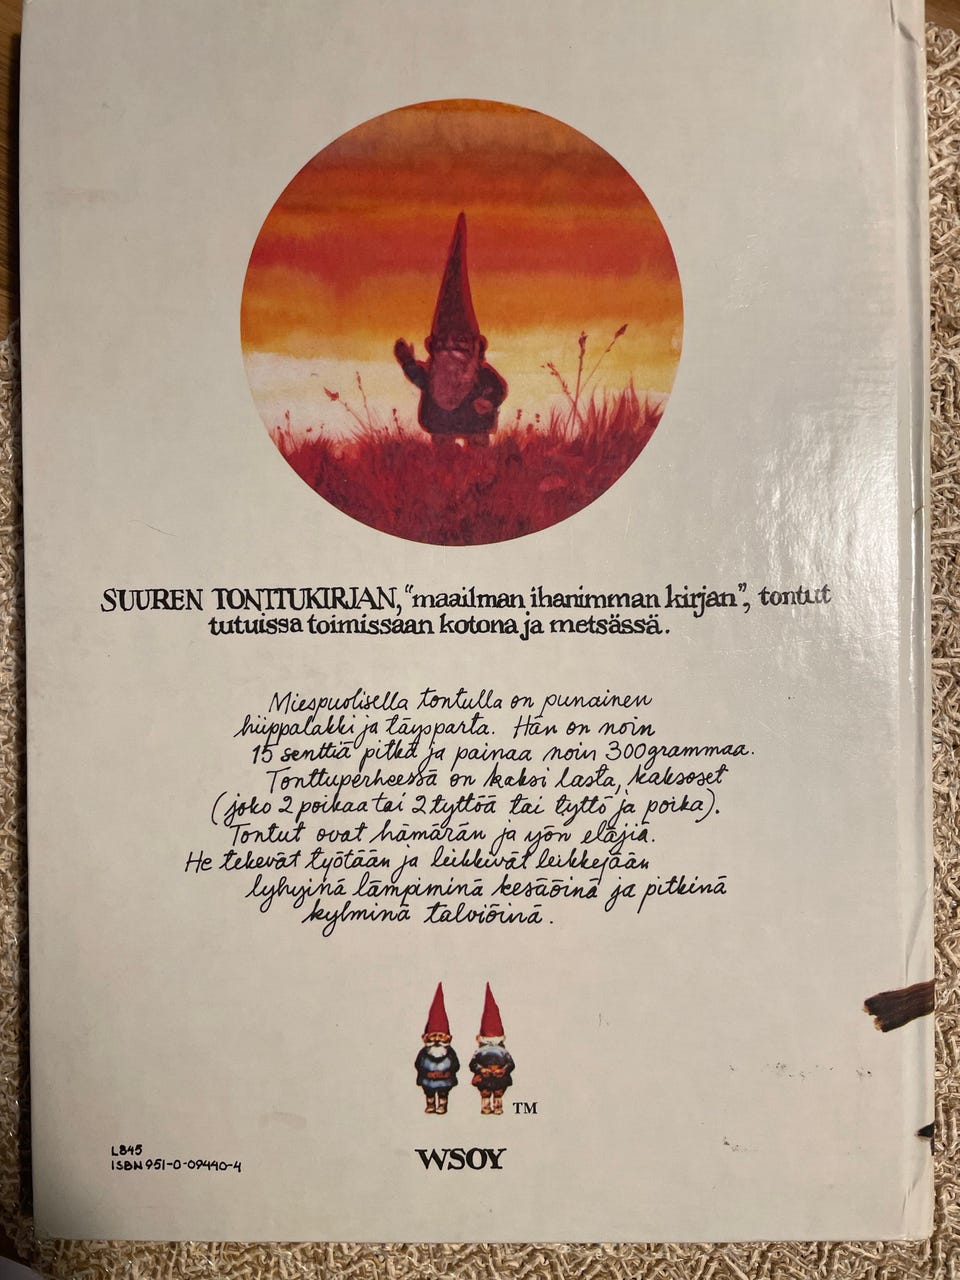 SUUREN TONTTUKIRJAN, “maailman ihanimman kirjan”, tontut
tutuissa toimissaan kotona ja metsässä.
Miespuolisella tontulla on punainen
hiippalakki ja täysparta. Hän on noin
15 senttiä pitkä ja painaa noin 300 grammaa.
Tonttuperheessä on kaksi lasta, kaksoset
(joko 2 poikaa tai 2 tyttöä tai tyttö ja poika).
Tontut ovat hämärän ja yön eläjiä.
He tekevät työtään ja leikkivät leikkejään
lyhyinä lämpiminä kesäöinä ja pitkinä
kylminä talviöinä.
TM
WSOY
L845
ISBN 951-0-09440-4